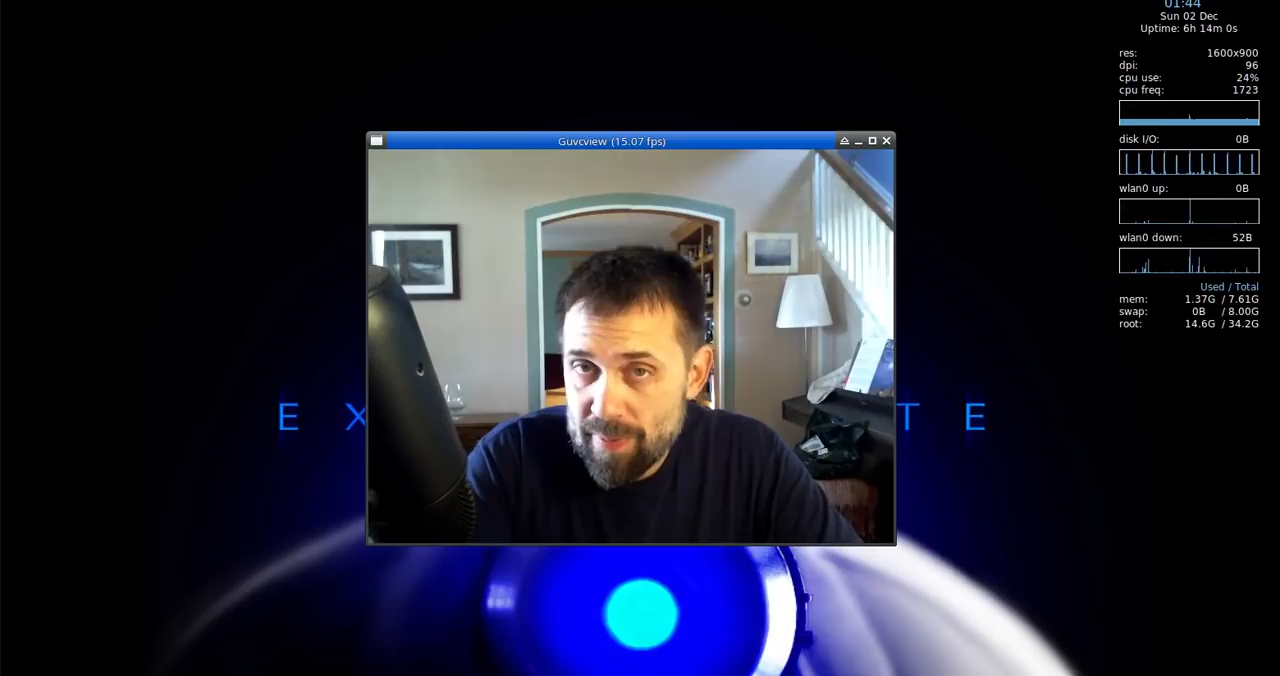 01:44
Sun 02 Dec
Uptime: 6h 14m 0s
res: 1600x900
dpi: 96
cpu use: 24%
cpu freq: 1723
Guvcview (15.07 fps)
disk I/O: 0B
wlan0 up: 0B
wlan0 down: 52B
Used / Total
mem: 1.37G / 7.61G
swap: 0B / 8.00G
root: 14.6G / 34.2G
E X T E